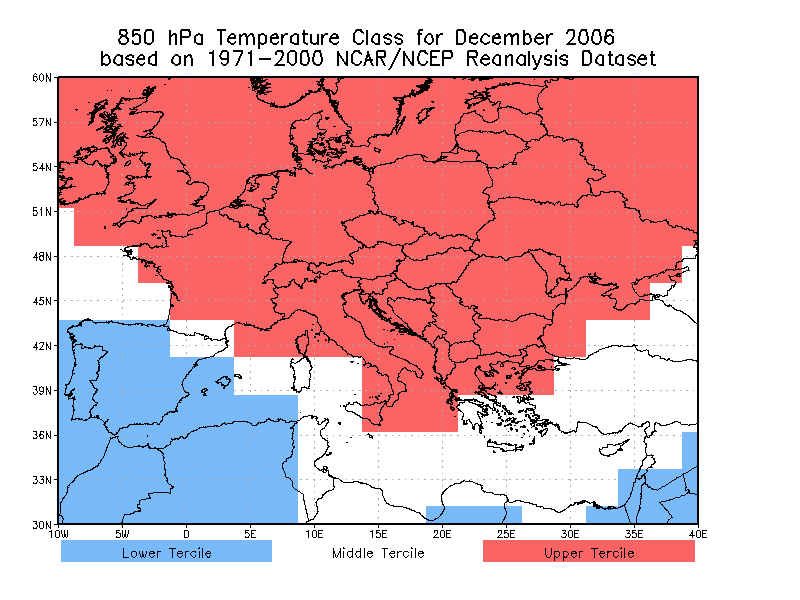 850 hPa Temperature Class for December 2006
based on 1971-2000 NCAR/NCEP Reanalysis Dataset
60N
57N
54N
51N
48N
45N
42N
39N
36N
33N
30N
10W 5W 0 5E 10E 15E 20E 25E 30E 35E 40E
Lower Tercile Middle Tercile Upper Tercile